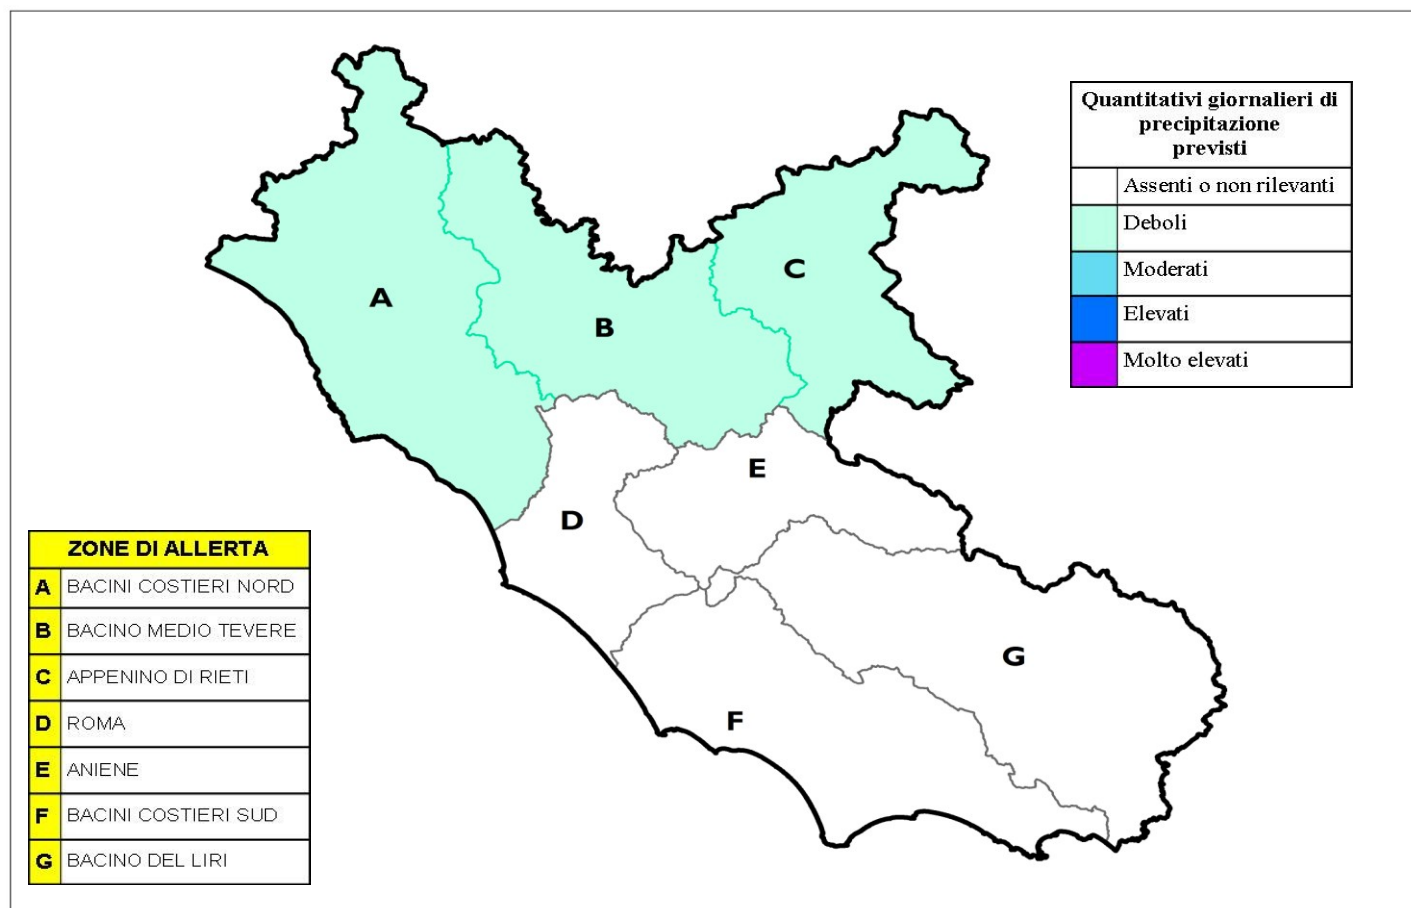 Quantitativi giornalieri di
precipitazione
previsti
Assenti o non rilevanti
Deboli
Moderati
Elevati
Molto elevati
A
B
C
D
E
F
G
ZONE DI ALLERTA
A BACINI COSTIERI NORD
B BACINO MEDIO TEVERE
C APPENINO DI RIETI
D ROMA
E ANIENE
F BACINI COSTIERI SUD
G BACINO DEL LIRI